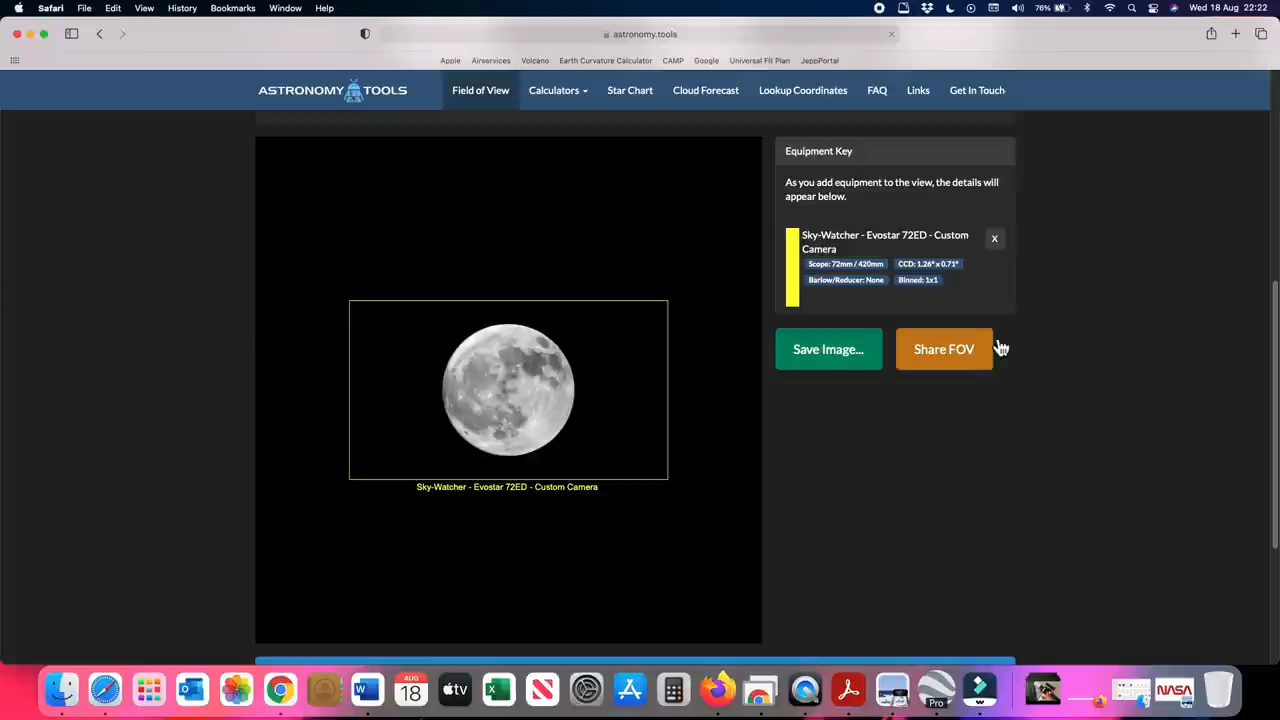 Safari File Edit View History Bookmarks Window Help 76% Wed 18 Aug 22:22
astronomy.tools
Apple Airservices Volcano Earth Curvature Calculator CAMP Google Universal Flt Plan JeppPortal
ASTRONOMY TOOLS Field of View Calculators Star Chart Cloud Forecast Lookup Coordinates FAQ Links Get In Touch
Equipment Key
As you add equipment to the view, the details will
appear below.
Sky-Watcher - Evostar 72ED - Custom
Camera
X
Scope: 72mm / 420mm CCD: 1.26° x 0.71°
Barlow/Reducer: None Binned: 1x1
Save Image... Share FOV
Sky-Watcher - Evostar 72ED - Custom Camera
AUG
18
tv
Pro
NASA